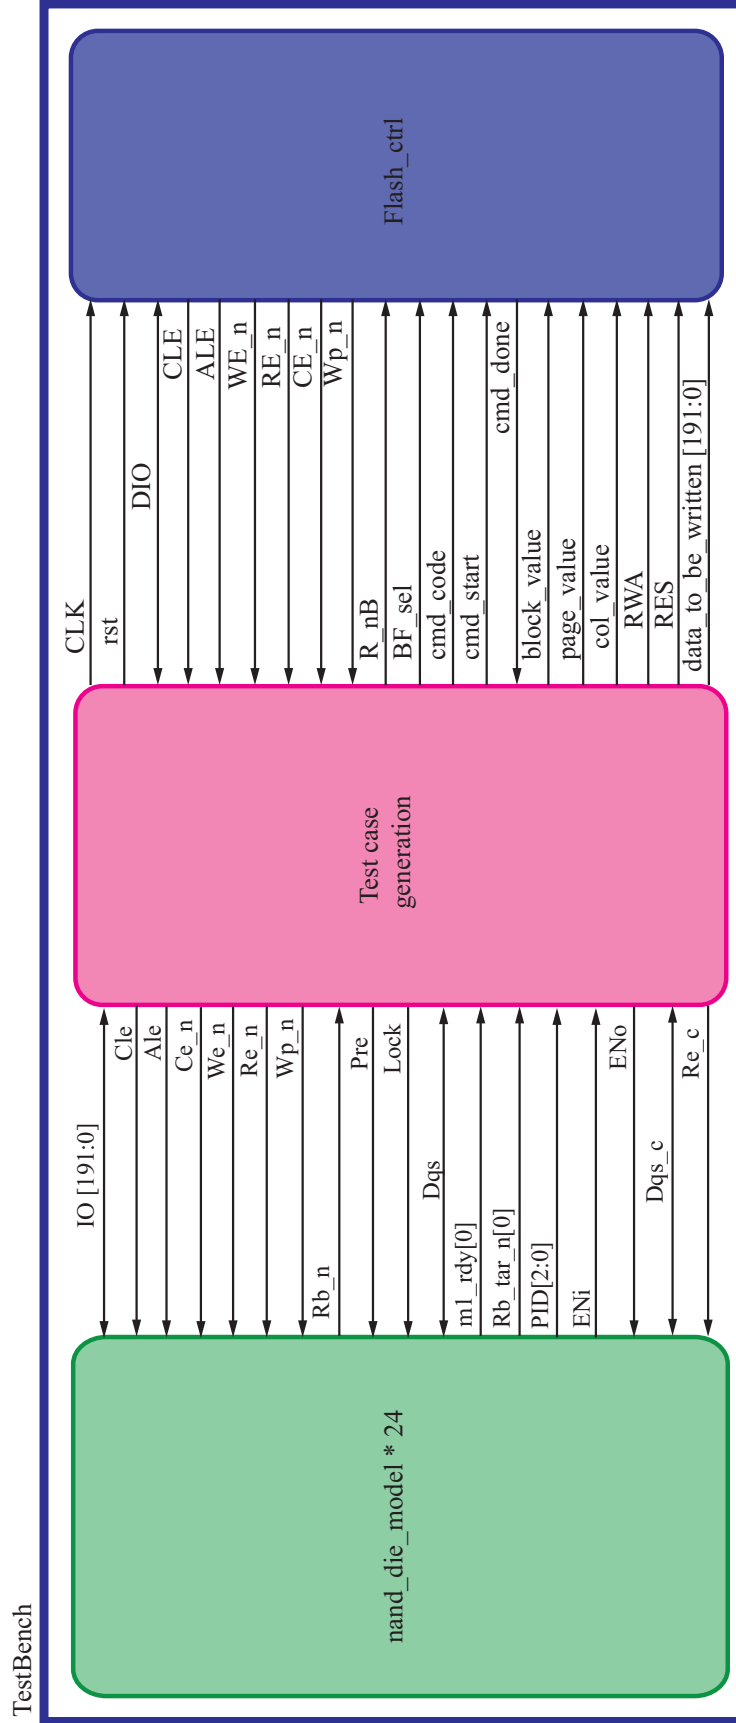 TestBench
nand_die_model * 24
IO [191:0]
Cle
Ale
Ce_n
We_n
Re_n
Wp_n
Rb_n
Pre
Lock
Dqs
m1_rdy[0]
Rb_tar_n[0]
PID[2:0]
ENi
ENo
Dqs_c
Re_c
Test case
generation
CLK
rst
DIO
CLE
ALE
WE_n
RE_n
CE_n
Wp_n
R_nB
BF_sel
cmd_code
cmd_start
cmd_done
block_value
page_value
col_value
RWA
RES
data_to_be_written [191:0]
Flash_ctrl